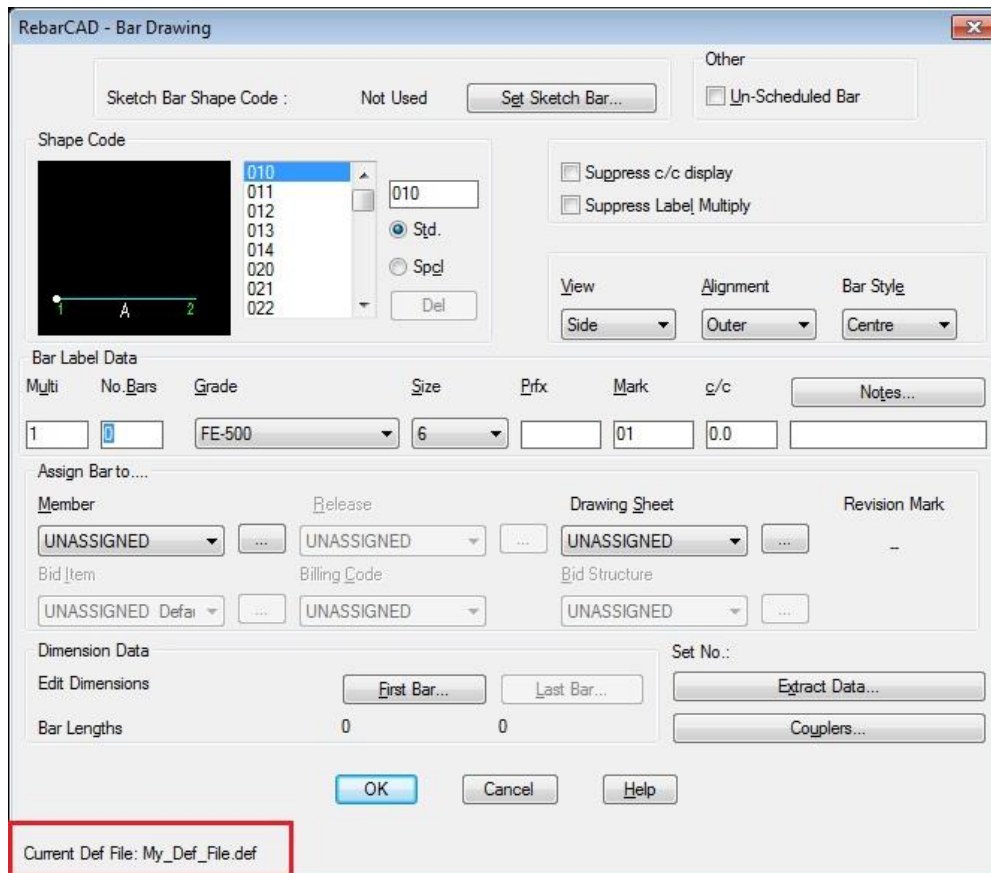 RebarCAD - Bar Drawing
Other
Sketch Bar Shape Code :
Not Used
Set Sketch Bar...
Un-Scheduled Bar
Shape Code
010
011
012
013
014
020
021
022
010
Std.
Spcl
Del
1 A 2
Suppress c/c display
Suppress Label Multiply
View
Alignment
Bar Style
Side
Outer
Centre
Bar Label Data
Multi
No.Bars
Grade
Size
Prfx
Mark
c/c
Notes...
1
0
FE-500
6
01
0.0
Assign Bar to....
Member
Release
Drawing Sheet
Revision Mark
UNASSIGNED
...
UNASSIGNED
...
UNASSIGNED
...
--
Bid Item
Billing Code
Bid Structure
UNASSIGNED Defai
...
UNASSIGNED
UNASSIGNED
...
Dimension Data
Set No.:
Edit Dimensions
First Bar...
Last Bar...
Extract Data...
Bar Lengths
0
0
Couplers...
OK
Cancel
Help
Current Def File: My_Def_File.def